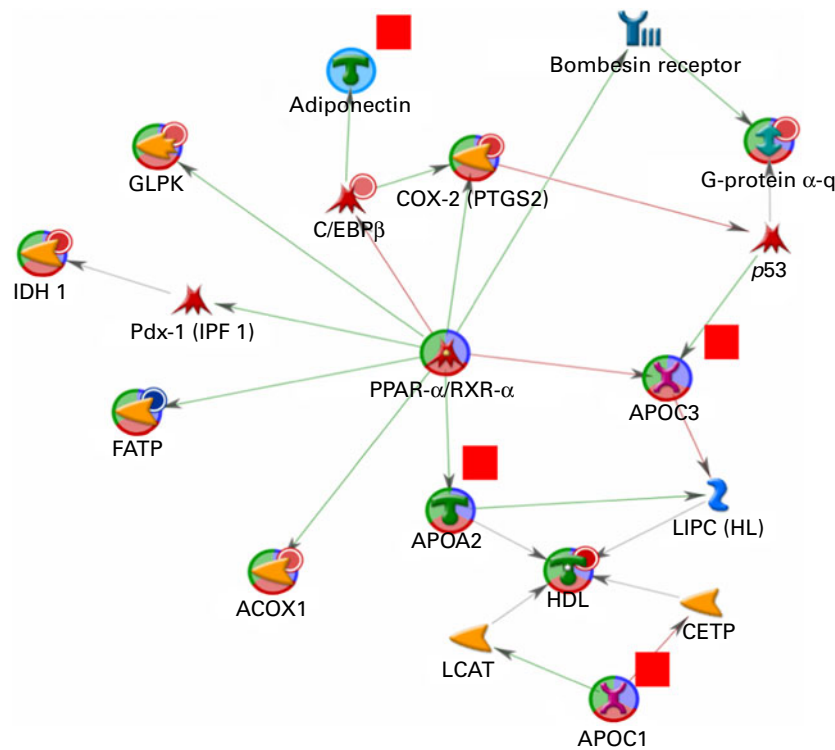 Bombesin receptor
Adiponectin
GLPK
COX-2 (PTGS2)
G-protein α-q
C/EBPβ
p53
IDH 1
Pdx-1 (IPF 1)
PPAR-α/RXR-α
APOC3
FATP
APOA2
LIPC (HL)
ACOX1
HDL
CETP
LCAT
APOC1